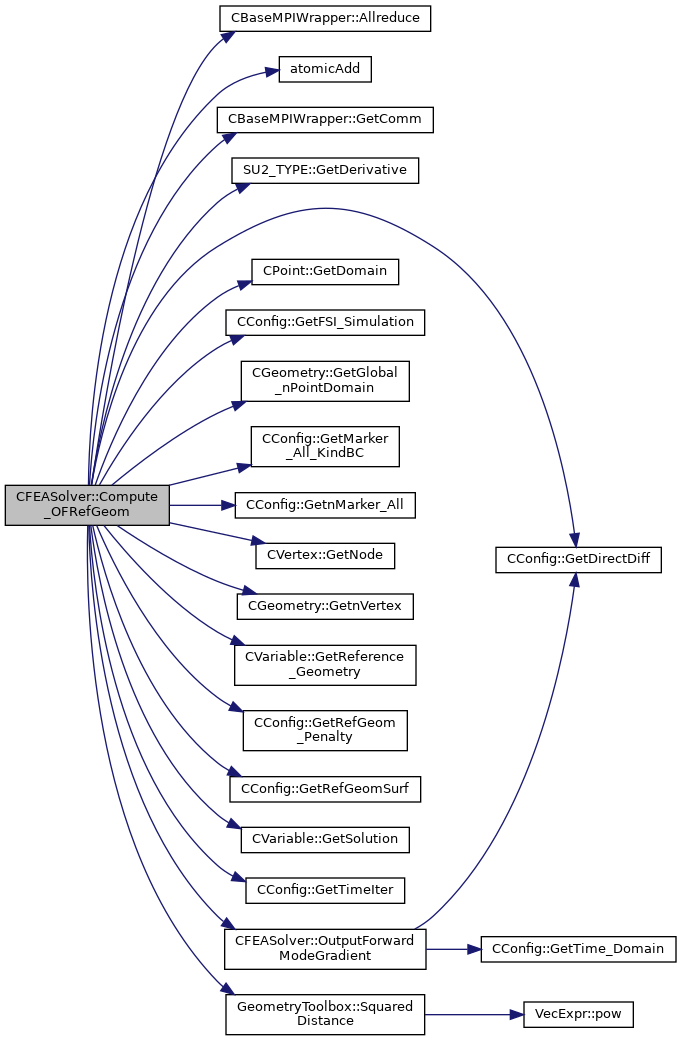 CBaseMPIWrapper::Allreduce
atomicAdd
CBaseMPIWrapper::GetComm
SU2_TYPE::GetDerivative
CPoint::GetDomain
CConfig::GetFSI_Simulation
CGeometry::GetGlobal
_nPointDomain
CConfig::GetMarker
_All_KindBC
CFEASolver::Compute
_OFRefGeom
CConfig::GetnMarker_All
CVertex::GetNode
CConfig::GetDirectDiff
CGeometry::GetnVertex
CVariable::GetReference
_Geometry
CConfig::GetRefGeom
_Penalty
CConfig::GetRefGeomSurf
CVariable::GetSolution
CConfig::GetTimeIter
CFEASolver::OutputForward
ModeGradient
CConfig::GetTime_Domain
GeometryToolbox::Squared
Distance
VecExpr::pow